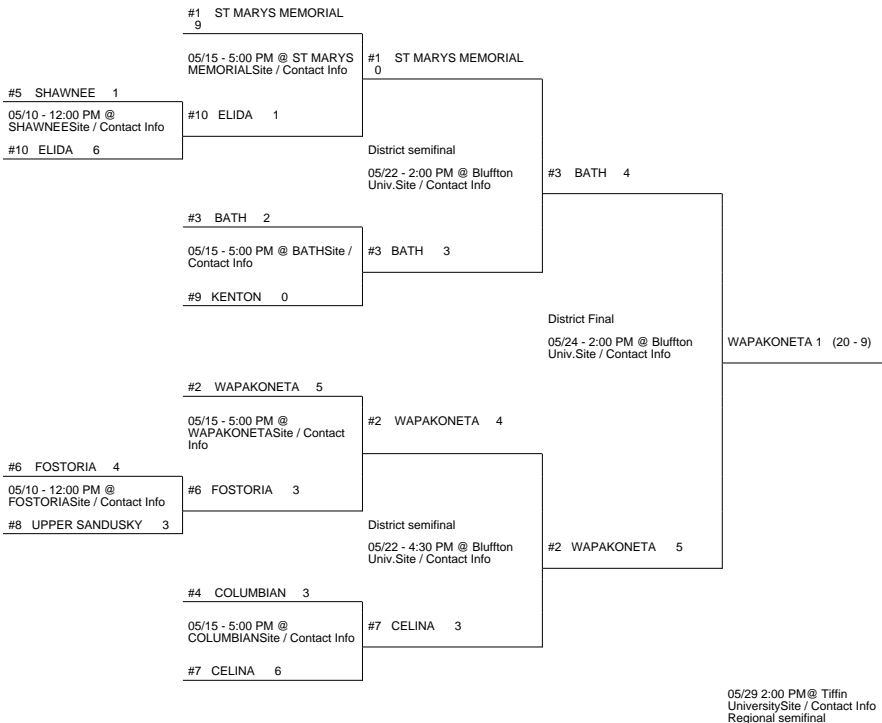 #1 ST MARYS MEMORIAL
9
05/15 - 5:00 PM @ ST MARYS
MEMORIALSite / Contact Info
#1 ST MARYS MEMORIAL
0
#5 SHAWNEE 1
05/10 - 12:00 PM @
SHAWNEESite / Contact Info
#10 ELIDA 6
#10 ELIDA 1
District semifinal
05/22 - 2:00 PM @ Bluffton
Univ.Site / Contact Info
#3 BATH 4
#3 BATH 2
05/15 - 5:00 PM @ BATHSite /
Contact Info
#3 BATH 3
#9 KENTON 0
District Final
05/24 - 2:00 PM @ Bluffton
Univ.Site / Contact Info
WAPAKONETA 1 (20 - 9)
#2 WAPAKONETA 5
05/15 - 5:00 PM @
WAPAKONETASite / Contact
Info
#2 WAPAKONETA 4
#6 FOSTORIA 4
05/10 - 12:00 PM @
FOSTORIASite / Contact Info
#8 UPPER SANDUSKY 3
#6 FOSTORIA 3
District semifinal
05/22 - 4:30 PM @ Bluffton
Univ.Site / Contact Info
#2 WAPAKONETA 5
#4 COLUMBIAN 3
05/15 - 5:00 PM @
COLUMBIANSite / Contact Info
#7 CELINA 3
#7 CELINA 6
05/29 2:00 PM@ Tiffin
UniversitySite / Contact Info
Regional semifinal